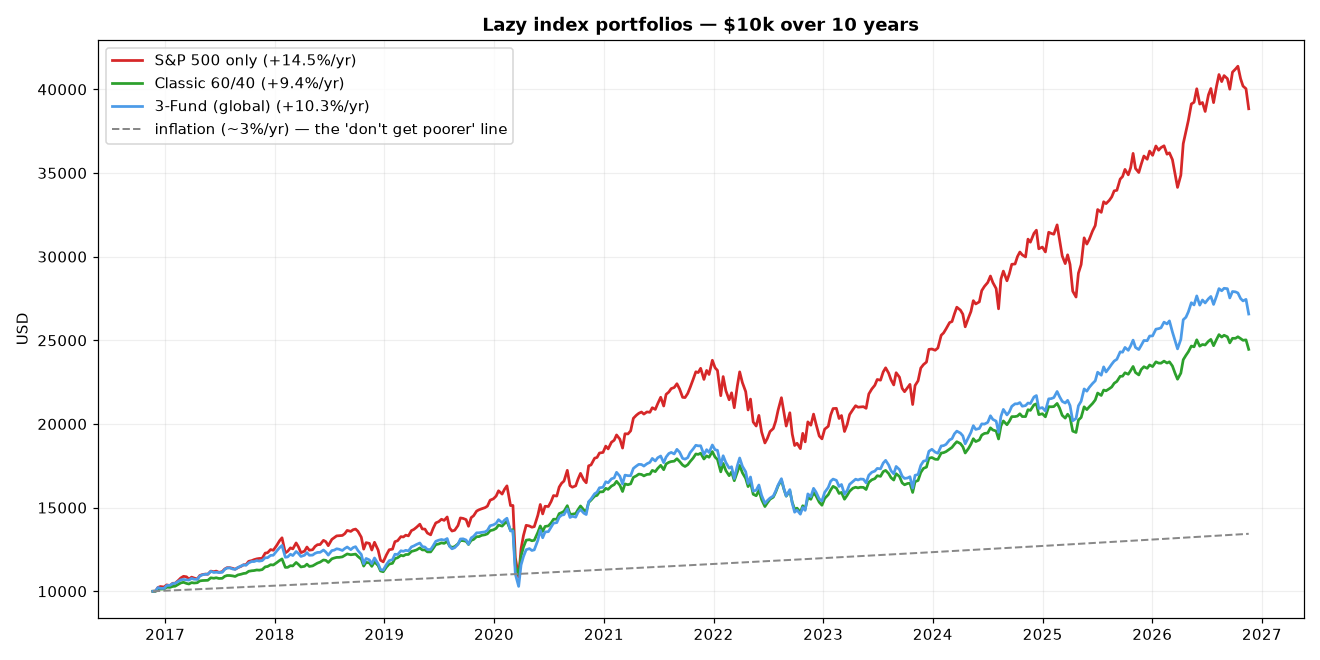 Lazy index portfolios — $10k over 10 years
S&P 500 only (+14.5%/yr)
Classic 60/40 (+9.4%/yr)
3-Fund (global) (+10.3%/yr)
inflation (~3%/yr) — the 'don't get poorer' line
USD
40000
35000
30000
25000
20000
15000
10000
2017 2018 2019 2020 2021 2022 2023 2024 2025 2026 2027